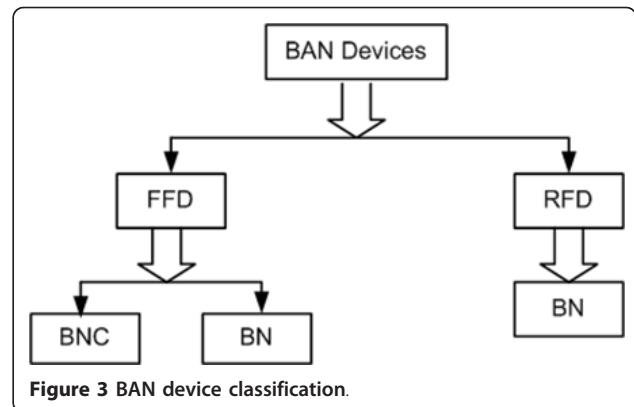 BAN Devices
FFD
RFD
BNC
BN
BN
Figure 3 BAN device classification.